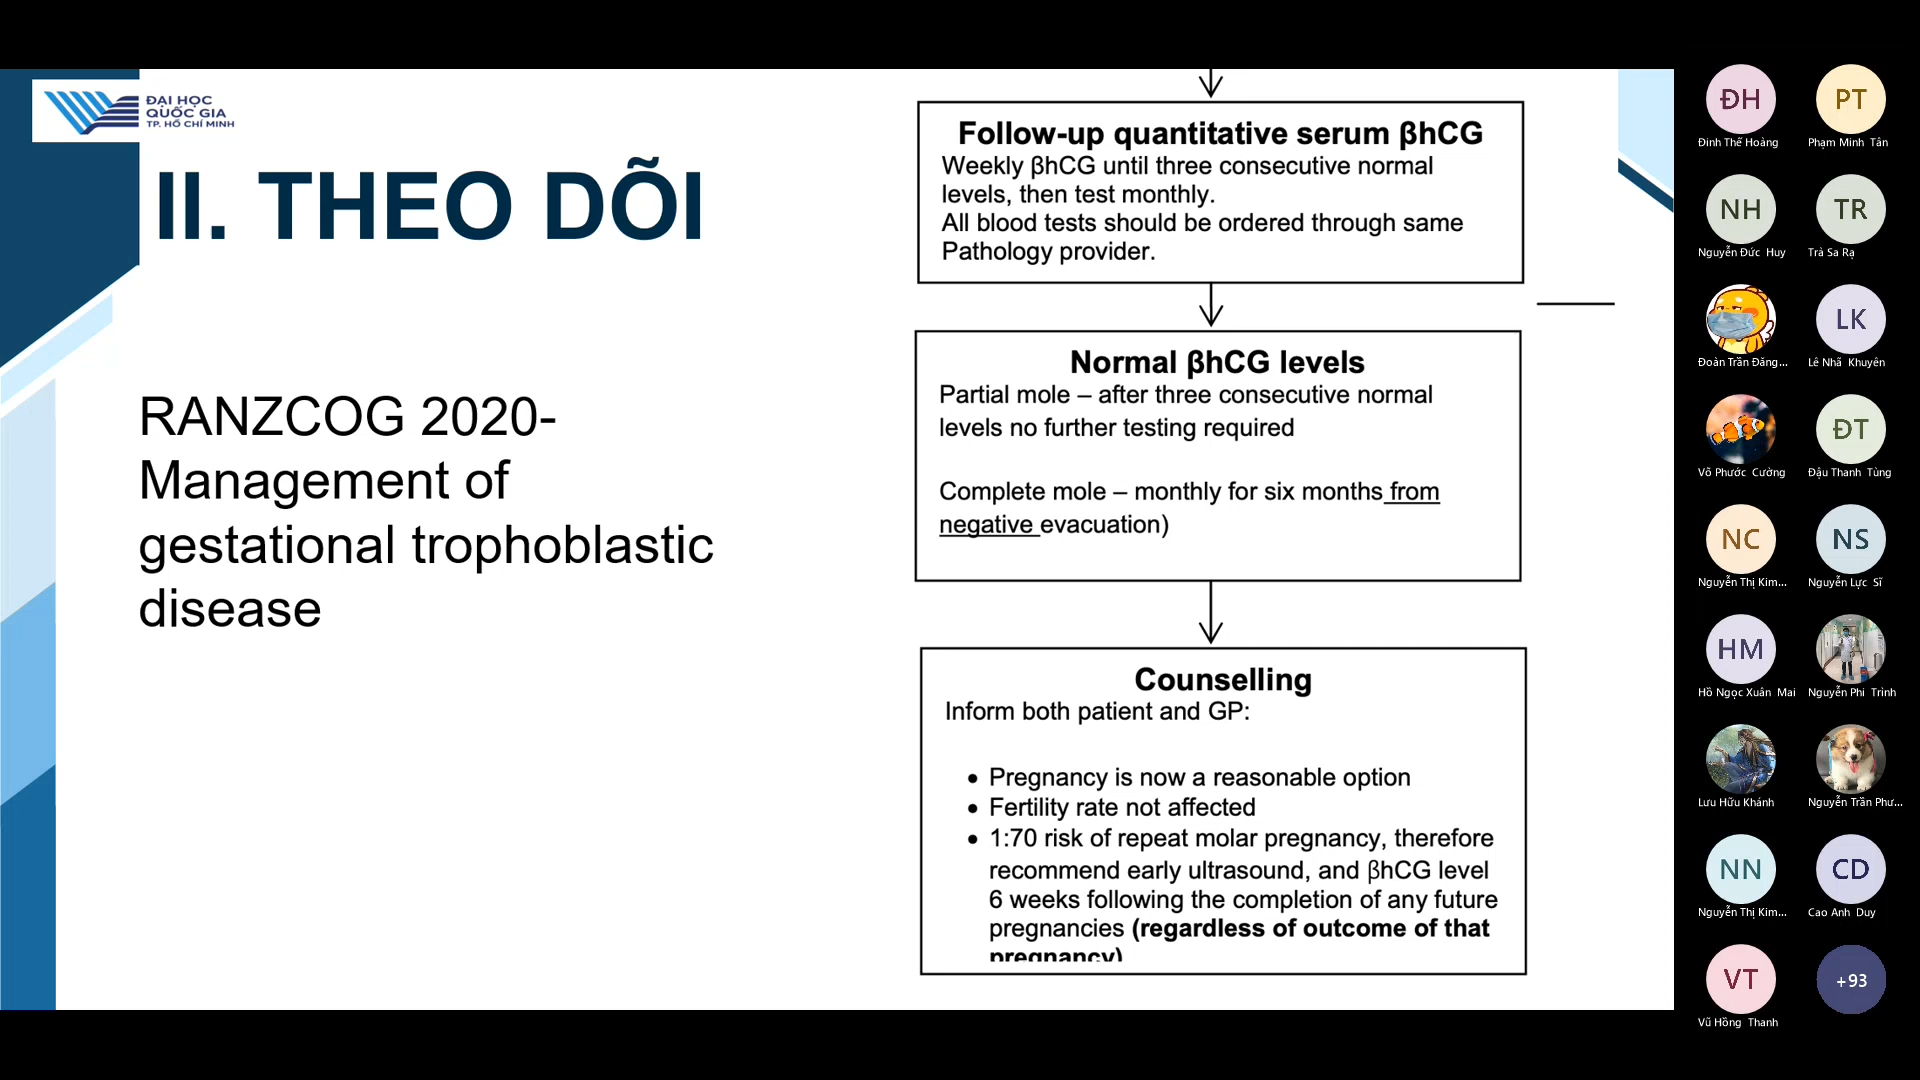 ĐẠI HỌC
QUỐC GIA
TP. HỒ CHÍ MINH
II. THEO DÕI
RANZCOG 2020-
Management of
gestational trophoblastic
disease
Follow-up quantitative serum βhCG
Weekly βhCG until three consecutive normal
levels, then test monthly.
All blood tests should be ordered through same
Pathology provider.
Normal βhCG levels
Partial mole – after three consecutive normal
levels no further testing required
Complete mole – monthly for six months from
negative evacuation)
Counselling
Inform both patient and GP:
• Pregnancy is now a reasonable option
• Fertility rate not affected
• 1:70 risk of repeat molar pregnancy, therefore
recommend early ultrasound, and βhCG level
6 weeks following the completion of any future
pregnancies (regardless of outcome of that
pregnancy)
ĐH
Đinh Thế Hoàng
PT
Phạm Minh Tân
NH
Nguyễn Đức Huy
TR
Trà Sa Rạ
Đoàn Trần Đăng...
LK
Lê Nhã Khuyên
Võ Phước Cường
ĐT
Đậu Thanh Tùng
NC
Nguyễn Thị Kim...
NS
Nguyễn Lực Sĩ
HM
Hồ Ngọc Xuân Mai
Nguyễn Phi Trình
Lưu Hữu Khánh
Nguyễn Trần Phư...
NN
Nguyễn Thị Kim...
CD
Cao Anh Duy
VT
Vũ Hồng Thanh
+93